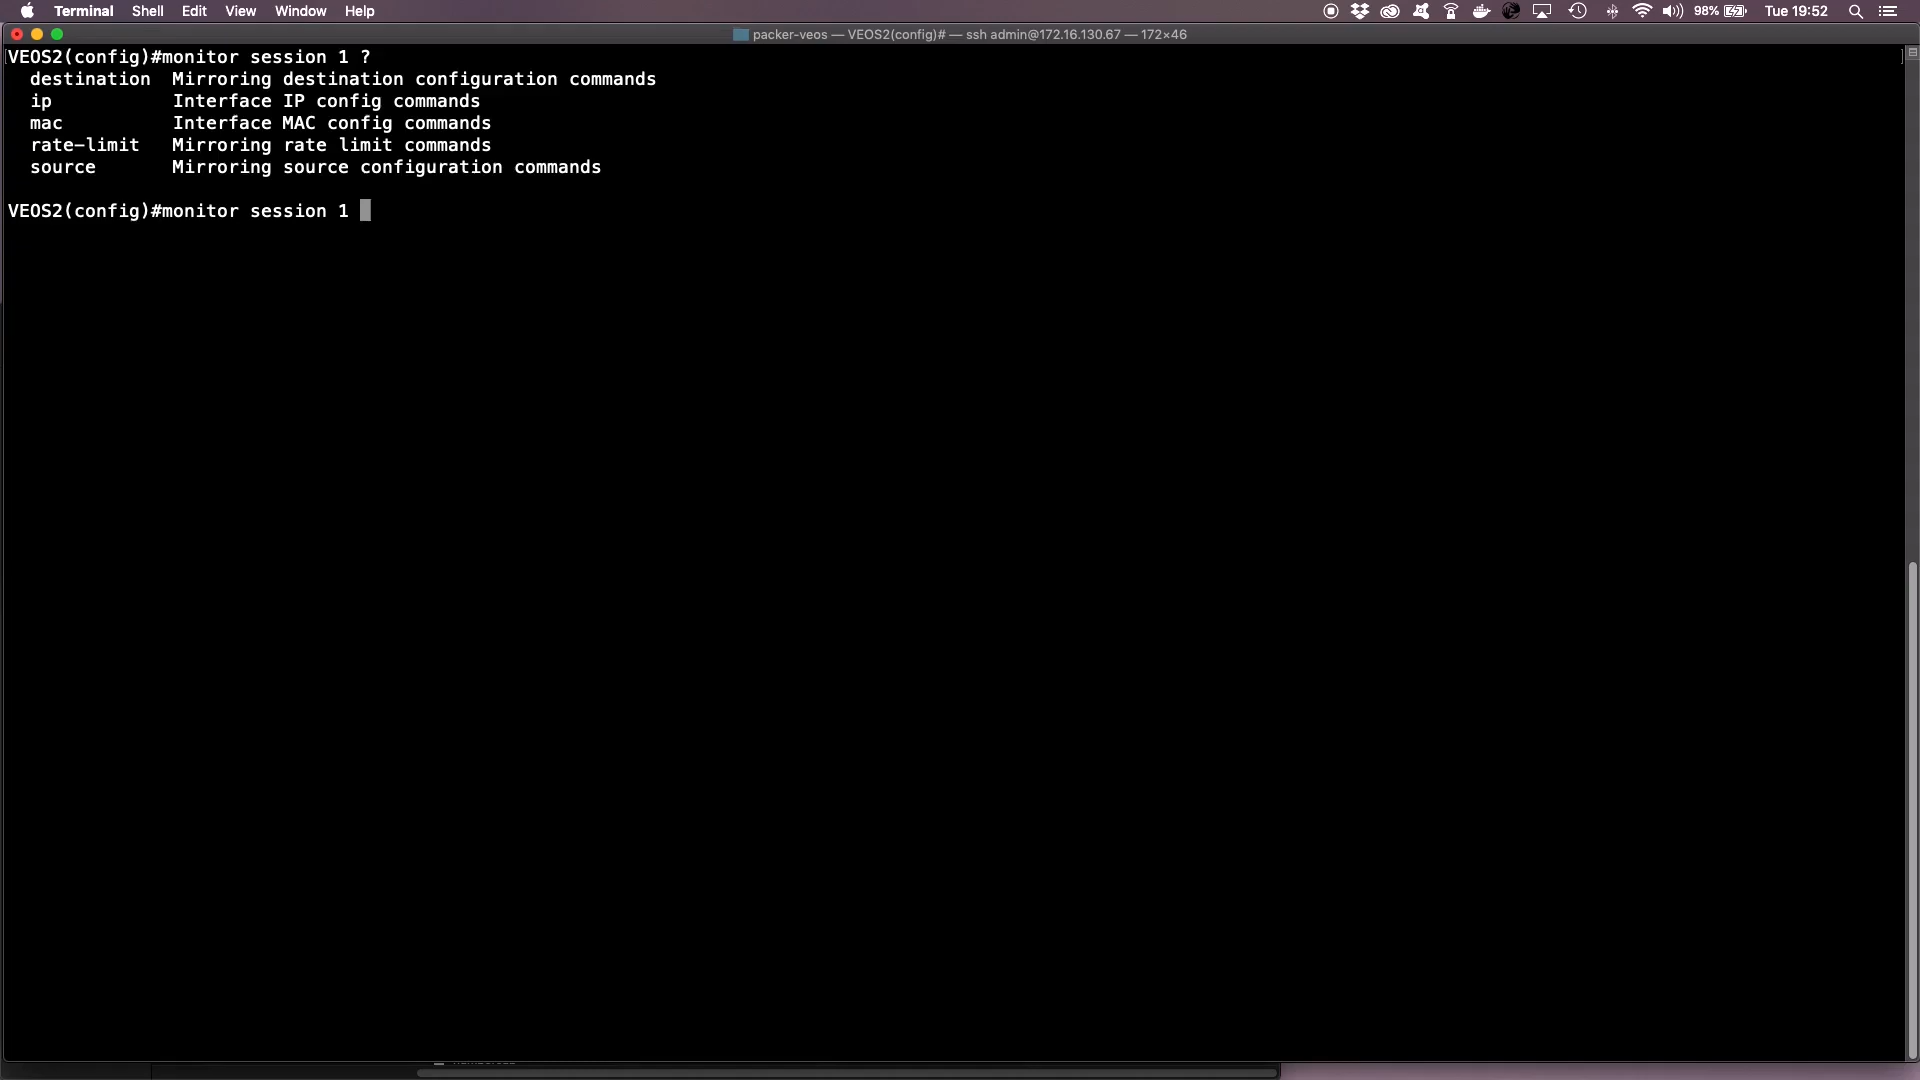 Terminal Shell Edit View Window Help 98% Tue 19:52
packer-veos — VEOS2(config)# — ssh admin@172.16.130.67 — 172×46
VEOS2(config)#monitor session 1 ?
destination Mirroring destination configuration commands
ip Interface IP config commands
mac Interface MAC config commands
rate-limit Mirroring rate limit commands
source Mirroring source configuration commands
VEOS2(config)#monitor session 1